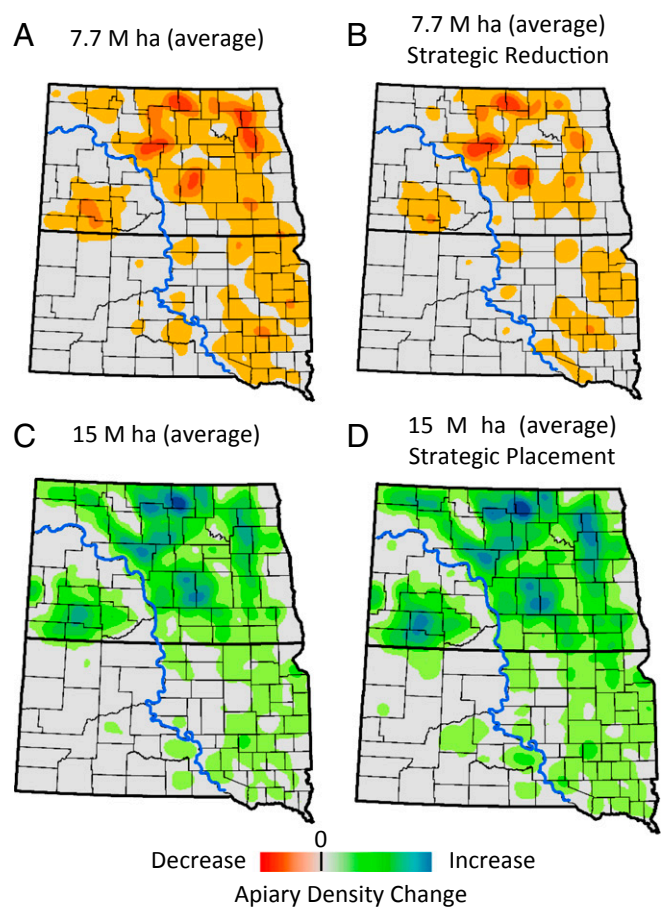 A 7.7 M ha (average)
B 7.7 M ha (average)
Strategic Reduction
C 15 M ha (average)
D 15 M ha (average)
Strategic Placement
0
Decrease Increase
Apiary Density Change